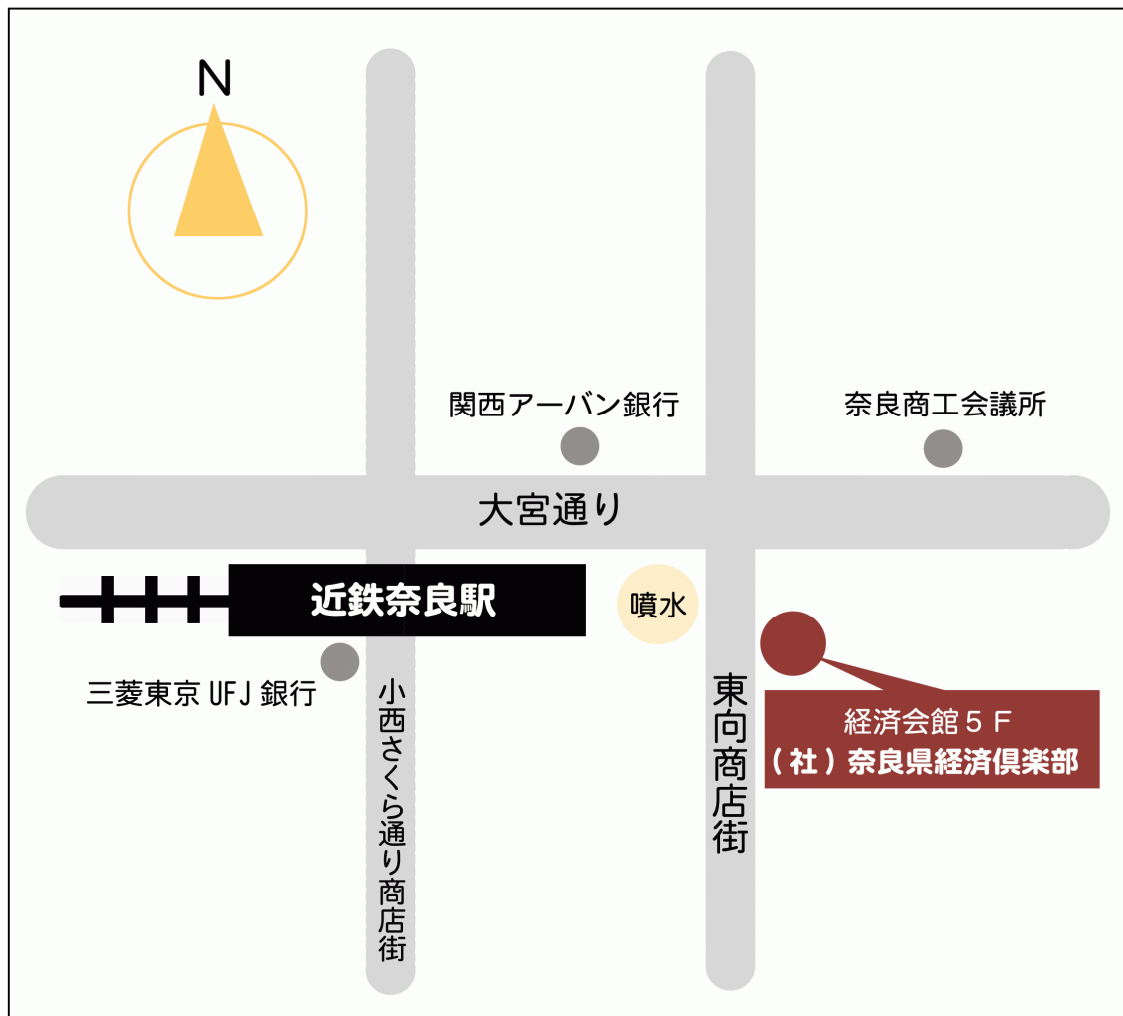 N
関西アーバン銀行
奈良商工会議所
大宮通り
近鉄奈良駅
噴水
三菱東京UFJ銀行
小西さくら通り商店街
東向商店街
経済会館５Ｆ
(社)奈良県経済倶楽部